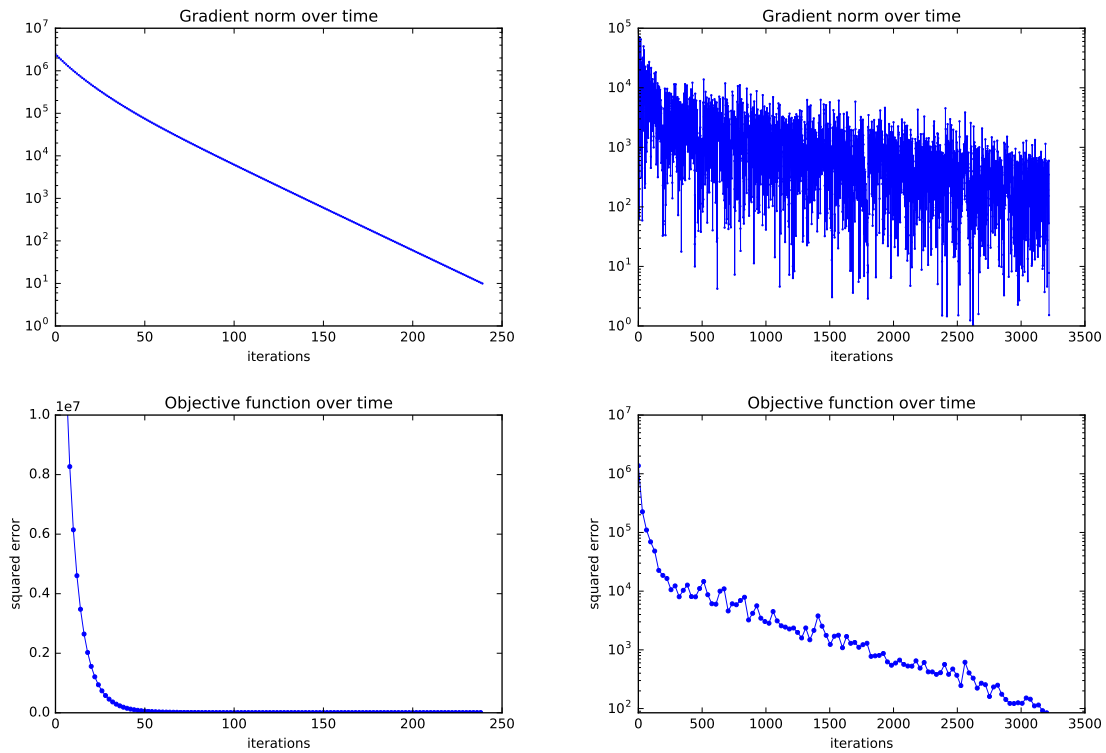 Gradient norm over time
10^7
10^6
10^5
10^4
10^3
10^2
10^1
10^0
0 50 100 150 200 250
iterations
Gradient norm over time
10^5
10^4
10^3
10^2
10^1
10^0
0 500 1000 1500 2000 2500 3000 3500
iterations
Objective function over time
1e7
squared error
1.0
0.8
0.6
0.4
0.2
0.0
0 50 100 150 200 250
iterations
Objective function over time
squared error
10^7
10^6
10^5
10^4
10^3
10^2
0 500 1000 1500 2000 2500 3000 3500
iterations